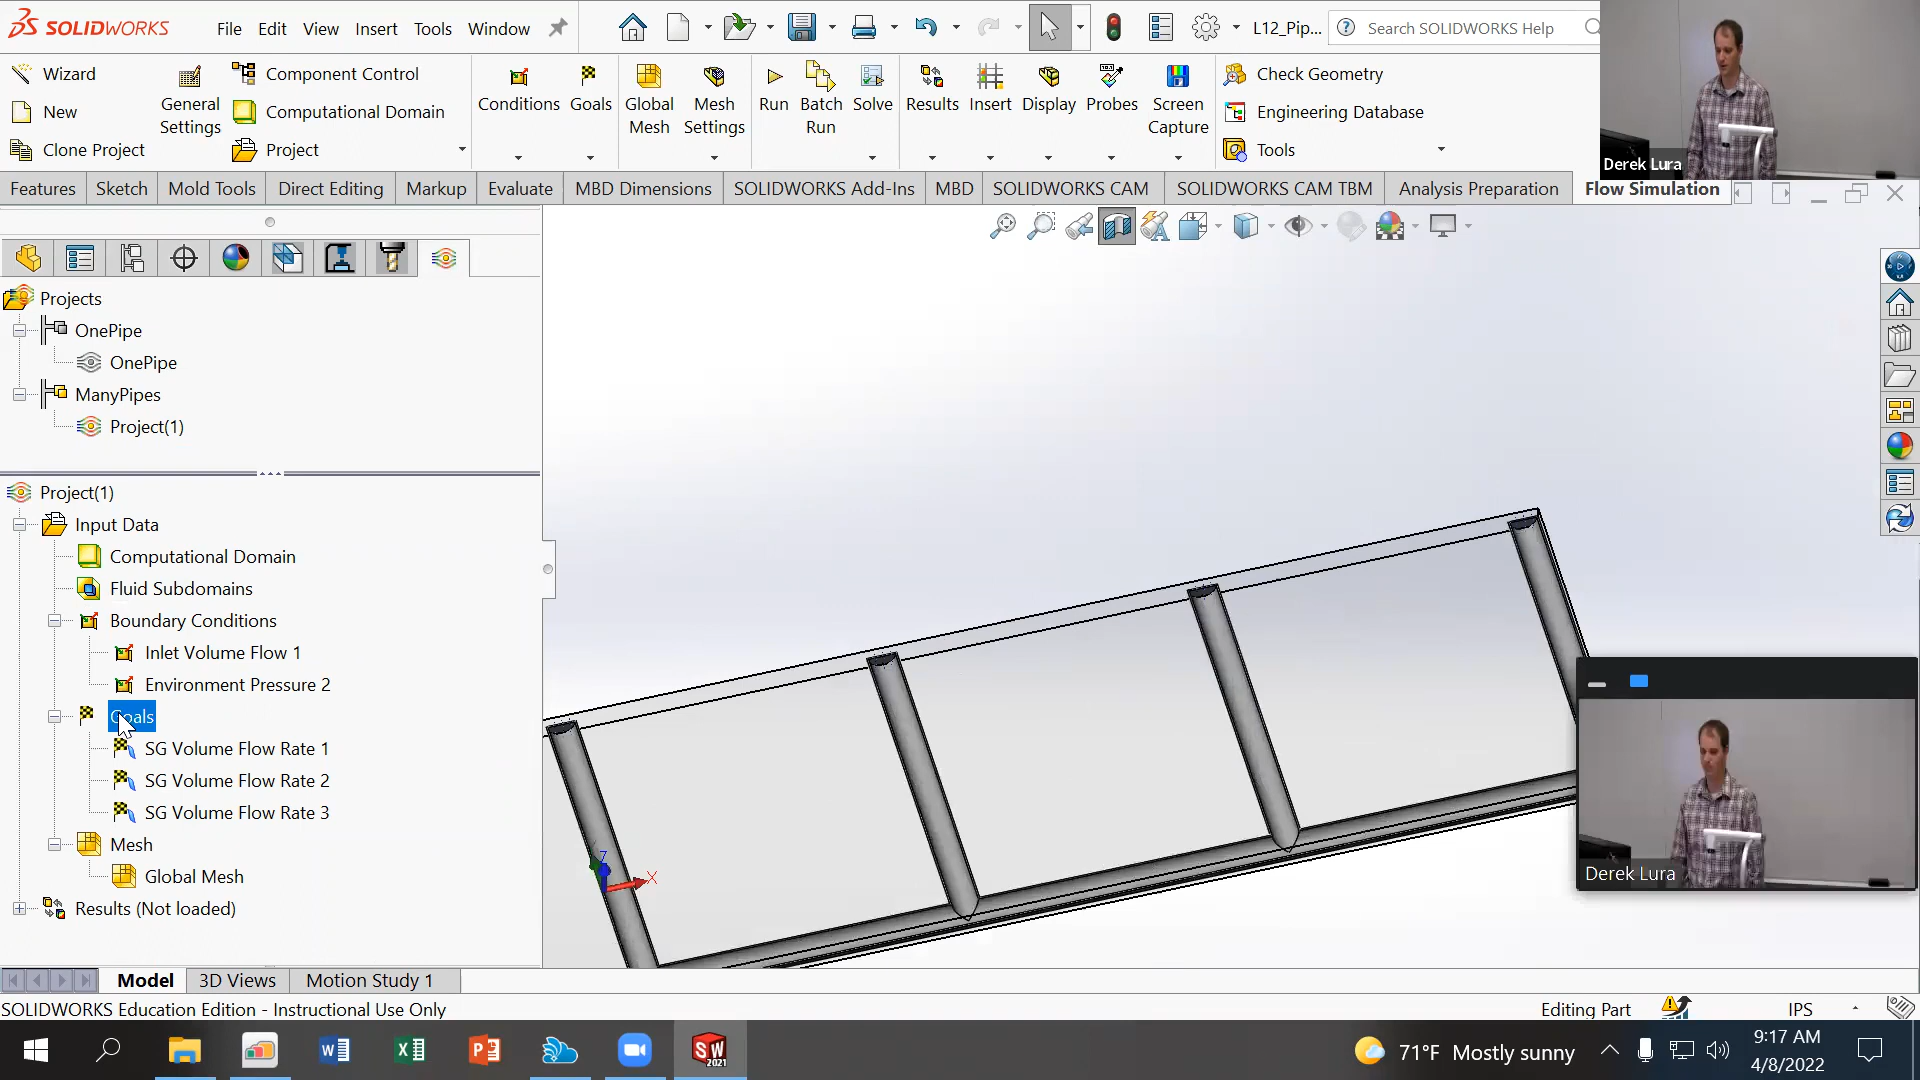 SOLIDWORKS
File Edit View Insert Tools Window
L12_Pip...
Search SOLIDWORKS Help
Wizard
New
Clone Project
General Settings
Component Control
Computational Domain
Project
Conditions
Goals
Global Mesh
Mesh Settings
Run
Batch Run
Solve
Results
Insert
Display
Probes
Screen Capture
Check Geometry
Engineering Database
Tools
Derek Lura
Features Sketch Mold Tools Direct Editing Markup Evaluate MBD Dimensions SOLIDWORKS Add-Ins MBD SOLIDWORKS CAM SOLIDWORKS CAM TBM Analysis Preparation Flow Simulation
Projects
OnePipe
OnePipe
ManyPipes
Project(1)
Project(1)
Input Data
Computational Domain
Fluid Subdomains
Boundary Conditions
Inlet Volume Flow 1
Environment Pressure 2
Goals
SG Volume Flow Rate 1
SG Volume Flow Rate 2
SG Volume Flow Rate 3
Mesh
Global Mesh
Results (Not loaded)
Z
X
Derek Lura
Model 3D Views Motion Study 1
SOLIDWORKS Education Edition - Instructional Use Only
Editing Part
IPS
SW
2021
71°F Mostly sunny
9:17 AM
4/8/2022